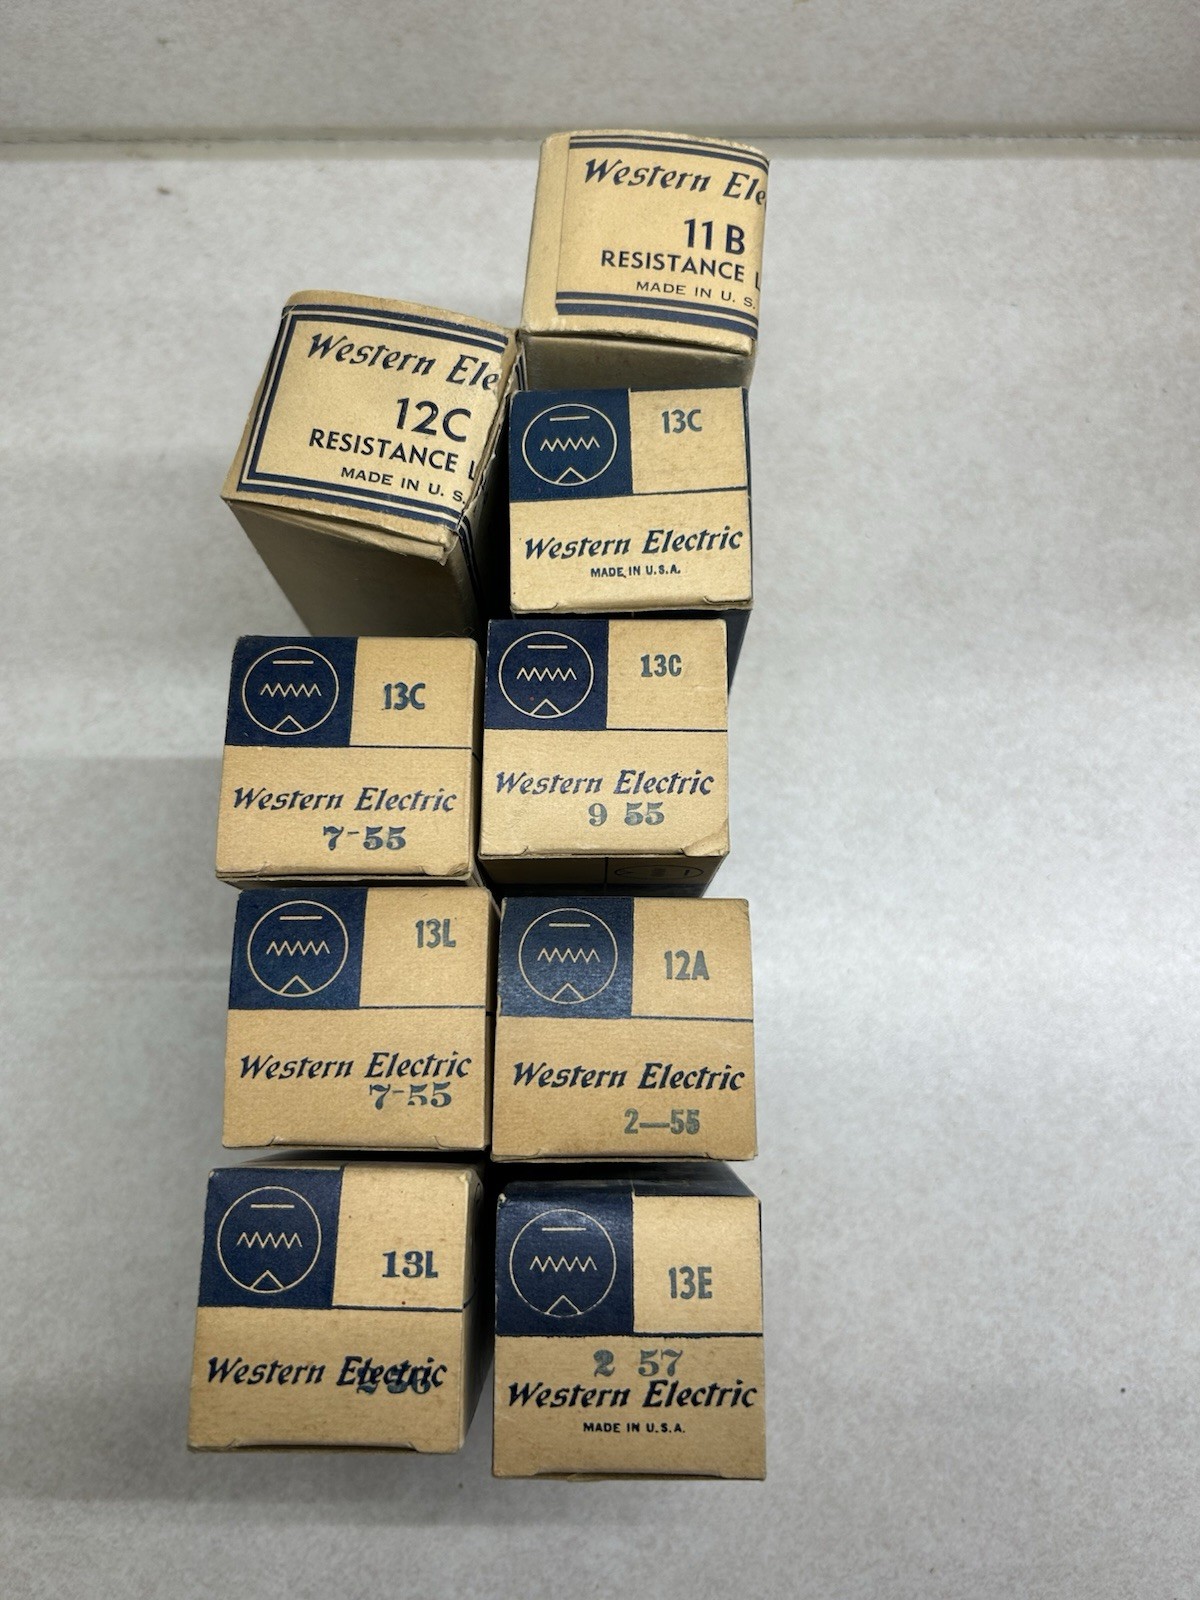 Western Ele
11B
RESISTANCE L
MADE IN U. S.
Western Ele
12C
RESISTANCE L
MADE IN U. S.
13C
Western Electric
MADE IN U.S.A.
13C
Western Electric
7-55
13C
Western Electric
9 55
13L
Western Electric
7-55
12A
Western Electric
2—55
13L
Western Electric
13E
2 57
Western Electric
MADE IN U.S.A.